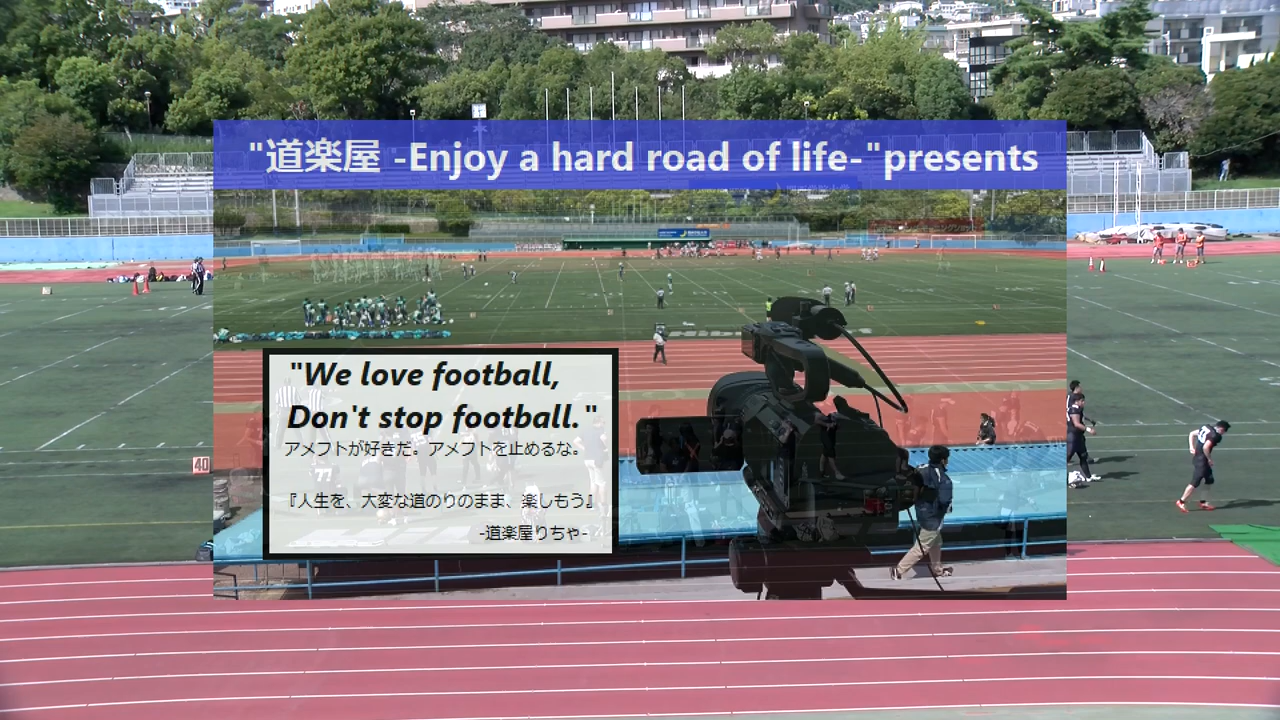 "道楽屋 -Enjoy a hard road of life-"presents
"We love football,
Don't stop football."
アメフトが好きだ。アメフトを止めるな。
『人生を、大変な道のりのまま、楽しもう』
-道楽屋りちゃ-
40
77